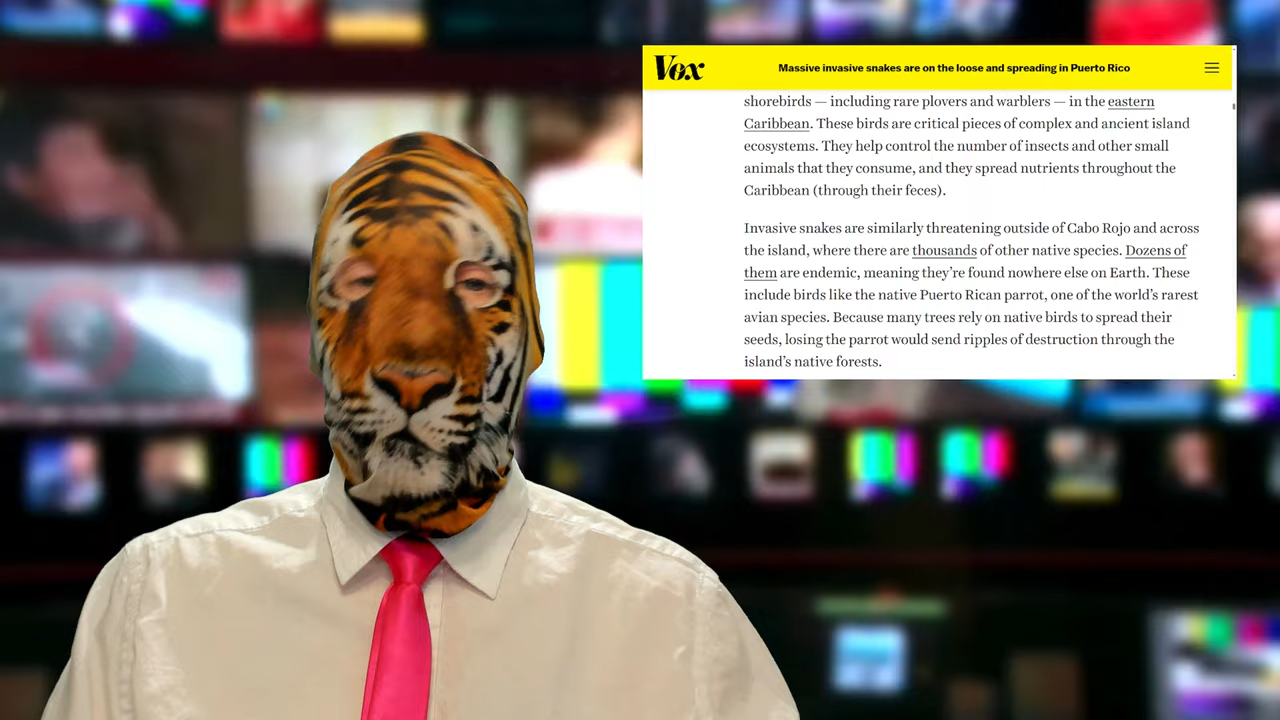 Vox
Massive invasive snakes are on the loose and spreading in Puerto Rico
shorebirds — including rare plovers and warblers — in the eastern
Caribbean. These birds are critical pieces of complex and ancient island
ecosystems. They help control the number of insects and other small
animals that they consume, and they spread nutrients throughout the
Caribbean (through their feces).
Invasive snakes are similarly threatening outside of Cabo Rojo and across
the island, where there are thousands of other native species. Dozens of
them are endemic, meaning they’re found nowhere else on Earth. These
include birds like the native Puerto Rican parrot, one of the world’s rarest
avian species. Because many trees rely on native birds to spread their
seeds, losing the parrot would send ripples of destruction through the
island’s native forests.